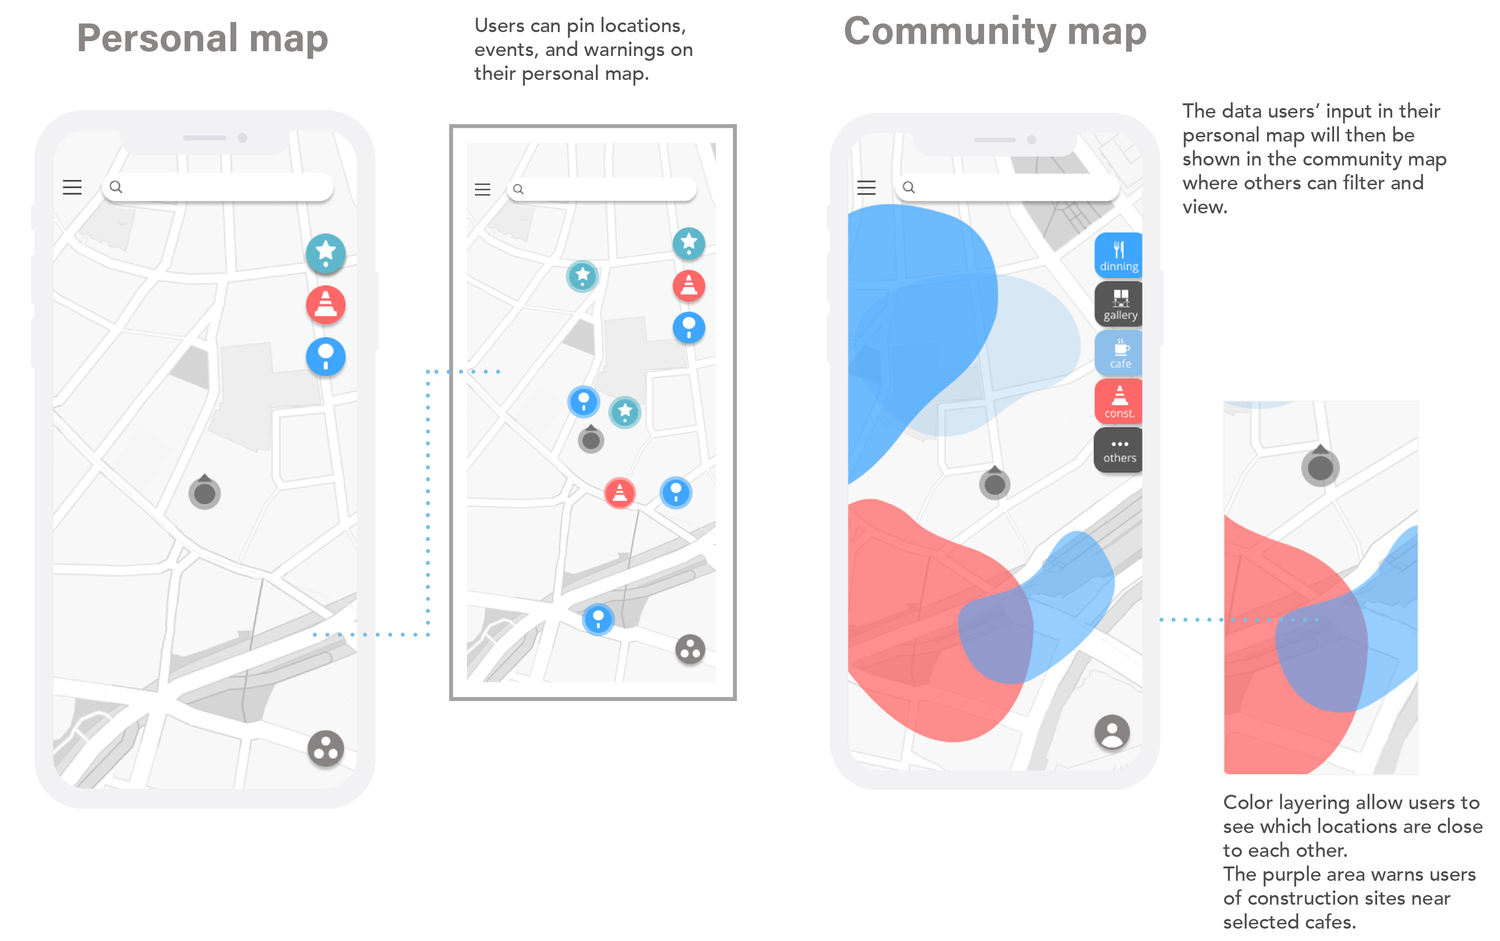 Personal map
Users can pin locations,
events, and warnings on
their personal map.
Community map
The data users’ input in their
personal map will then be
shown in the community map
where others can filter and
view.
dinning
gallery
cafe
const.
others
Color layering allow users to
see which locations are close
to each other.
The purple area warns users
of construction sites near
selected cafes.